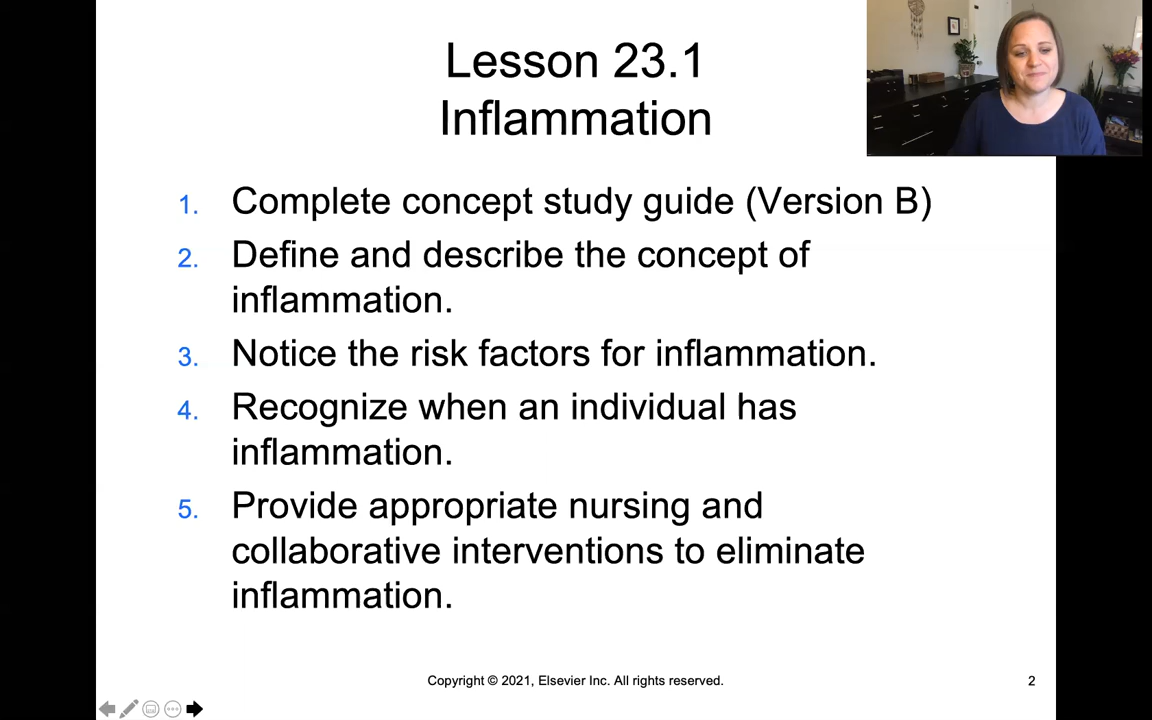 Lesson 23.1
Inflammation
1. Complete concept study guide (Version B)
2. Define and describe the concept of
inflammation.
3. Notice the risk factors for inflammation.
4. Recognize when an individual has
inflammation.
5. Provide appropriate nursing and
collaborative interventions to eliminate
inflammation.
Copyright © 2021, Elsevier Inc. All rights reserved.
2